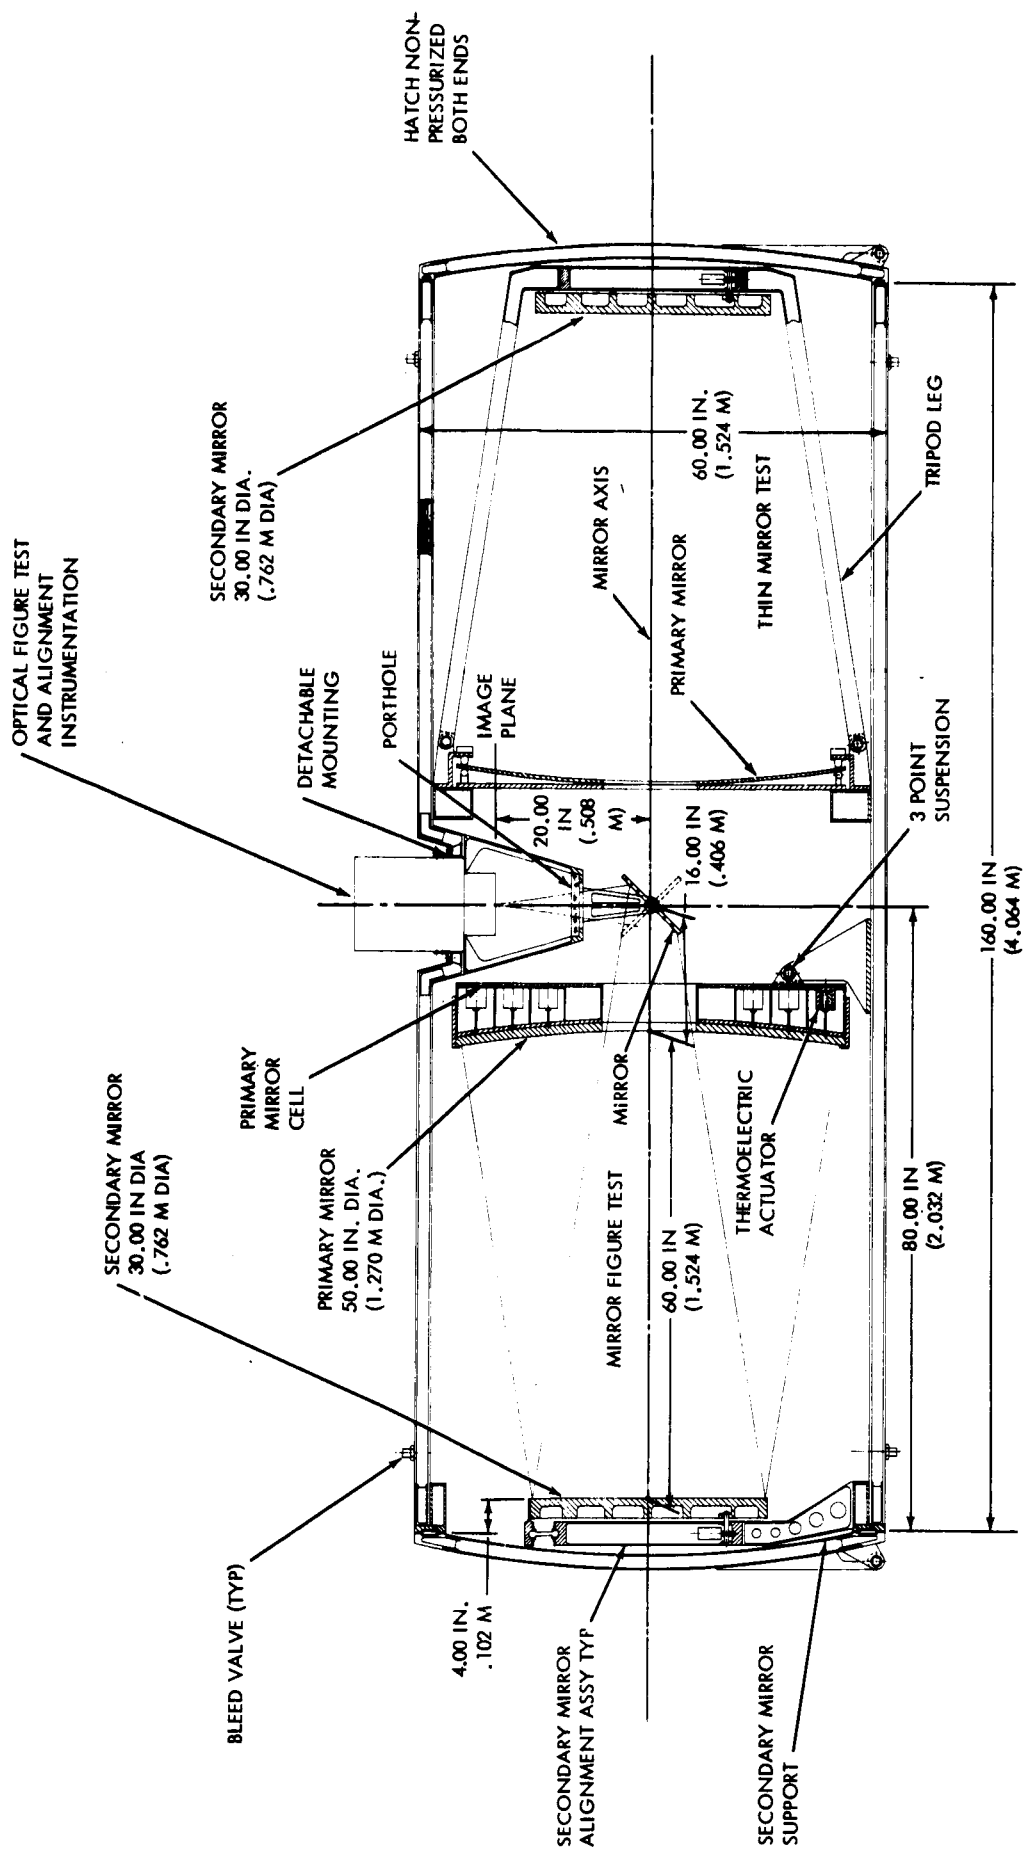 OPTICAL FIGURE TEST
AND ALIGNMENT
INSTRUMENTATION
HATCH NON-
PRESSURIZED
BOTH ENDS
SECONDARY MIRROR
30.00 IN DIA.
(.762 M DIA)
DETACHABLE
MOUNTING
PORTHOLE
IMAGE
PLANE
MIRROR AXIS
PRIMARY MIRROR
60.00 IN.
(1.524 M)
THIN MIRROR TEST
TRIPOD LEG
20.00
IN
(.508
M)
16.00 IN
(.406 M)
3 POINT
SUSPENSION
160.00 IN
(4.064 M)
SECONDARY MIRROR
30.00 IN DIA
(.762 M DIA)
PRIMARY
MIRROR
CELL
PRIMARY MIRROR
50.00 IN. DIA.
(1.270 M DIA.)
MIRROR
MIRROR FIGURE TEST
60.00 IN
(1.524 M)
THERMOELECTRIC
ACTUATOR
80.00 IN
(2.032 M)
BLEED VALVE (TYP)
4.00 IN.
.102 M
SECONDARY MIRROR
ALIGNMENT ASSY TYP
SECONDARY MIRROR
SUPPORT